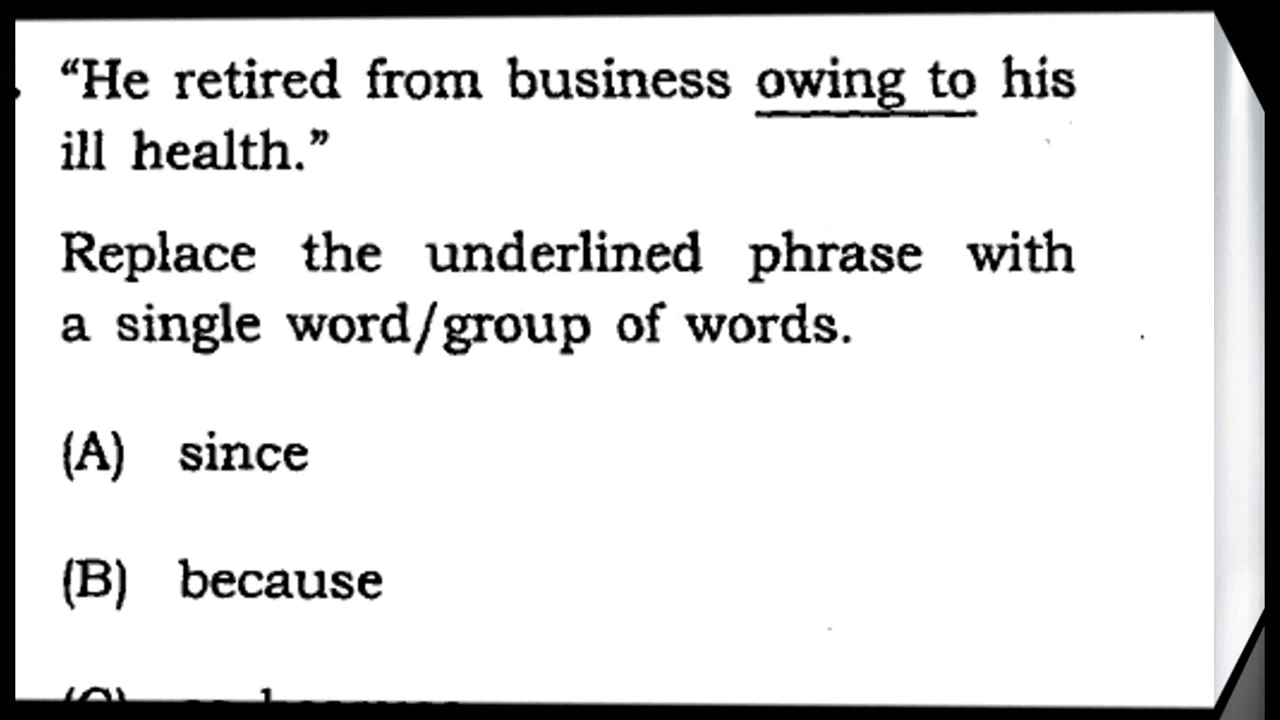 “He retired from business owing to his
ill health.”
Replace the underlined phrase with
a single word/group of words.
(A) since
(B) because
(C)